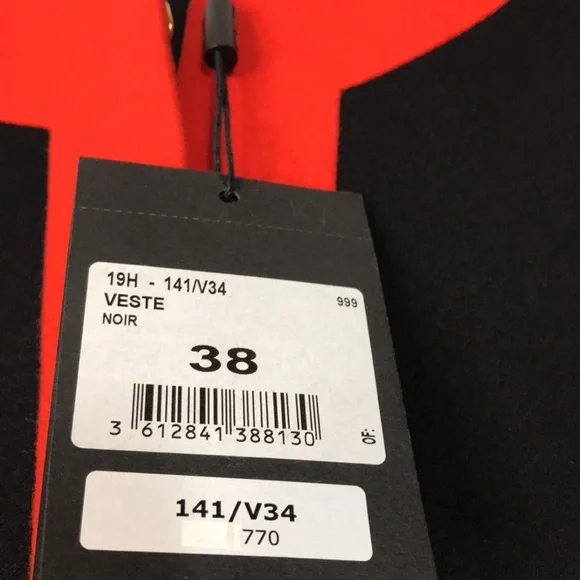 19H - 141/V34
VESTE 999
NOIR
38
3 612841 388130
OF:
141/V34
770